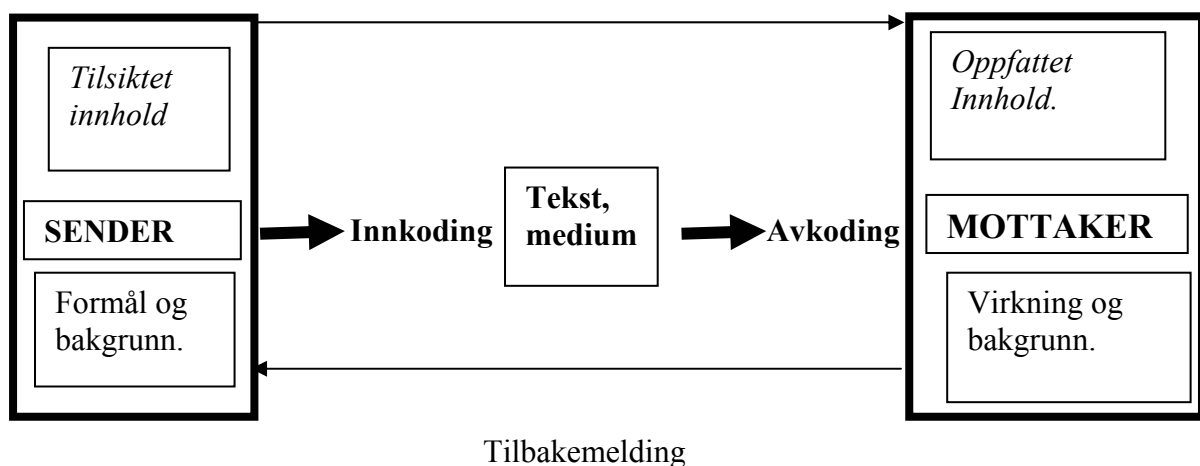 Tilsiktet
innhold
SENDER
Formål og
bakgrunn.
Innkoding
Tekst,
medium
Avkoding
Oppfattet
Innhold.
MOTTAKER
Virkning og
bakgrunn.
Tilbakemelding